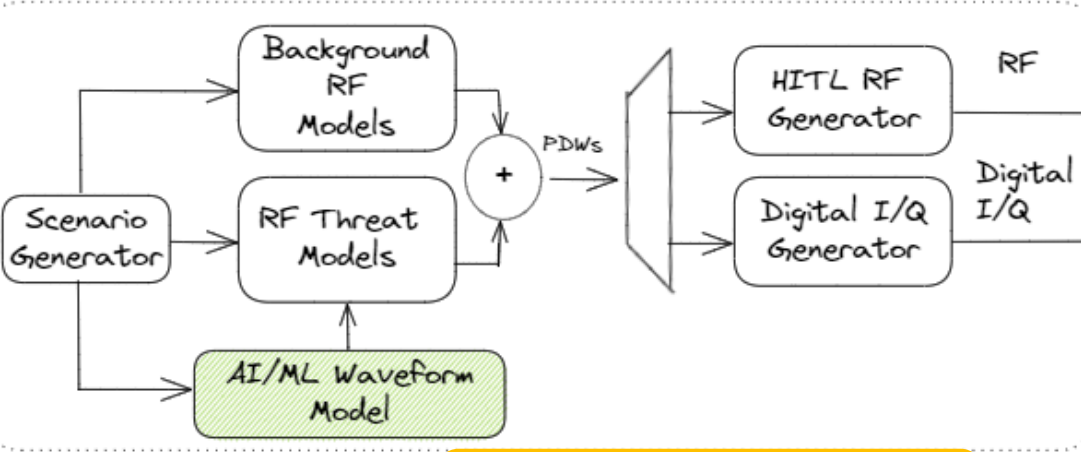 Background
RF
Models
Scenario
Generator
RF Threat
Models
AI/ML Waveform
Model
+
PDWs
HITL RF
Generator
Digital I/Q
Generator
RF
Digital
I/Q